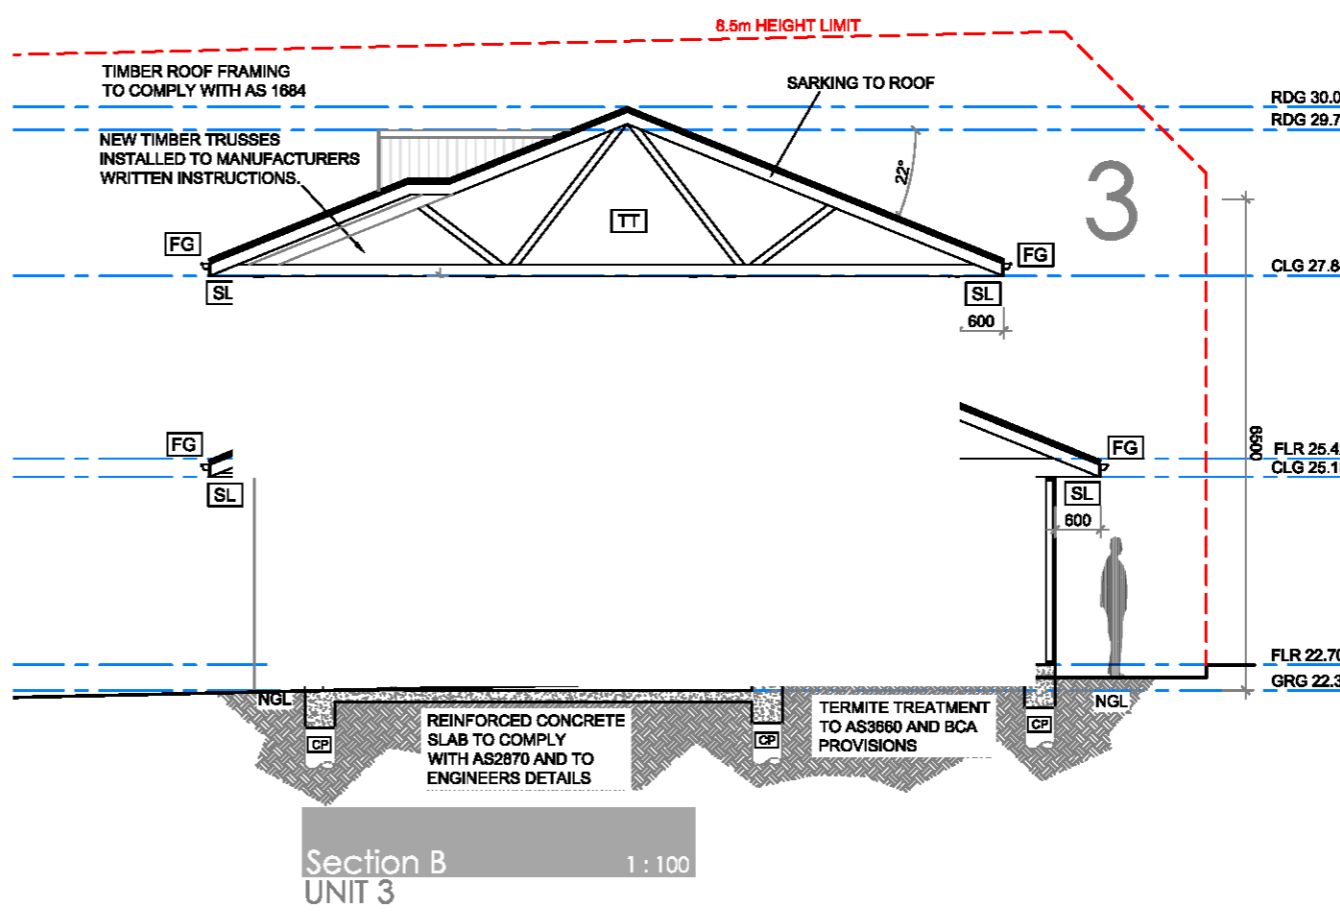 8.5m HEIGHT LIMIT
TIMBER ROOF FRAMING
TO COMPLY WITH AS 1684
SARKING TO ROOF
RDG 30.0
RDG 29.7
NEW TIMBER TRUSSES
INSTALLED TO MANUFACTURERS
WRITTEN INSTRUCTIONS.
22°
3
TT
FG
FG
CLG 27.8
SL
SL
600
6500
FG
FG
FLR 25.4
CLG 25.1
SL
SL
600
FLR 22.70
GRG 22.3
NGL
NGL
REINFORCED CONCRETE
SLAB TO COMPLY
WITH AS2870 AND TO
ENGINEERS DETAILS
TERMITE TREATMENT
TO AS3660 AND BCA
PROVISIONS
CP
CP
CP
Section B
1 : 100
UNIT 3